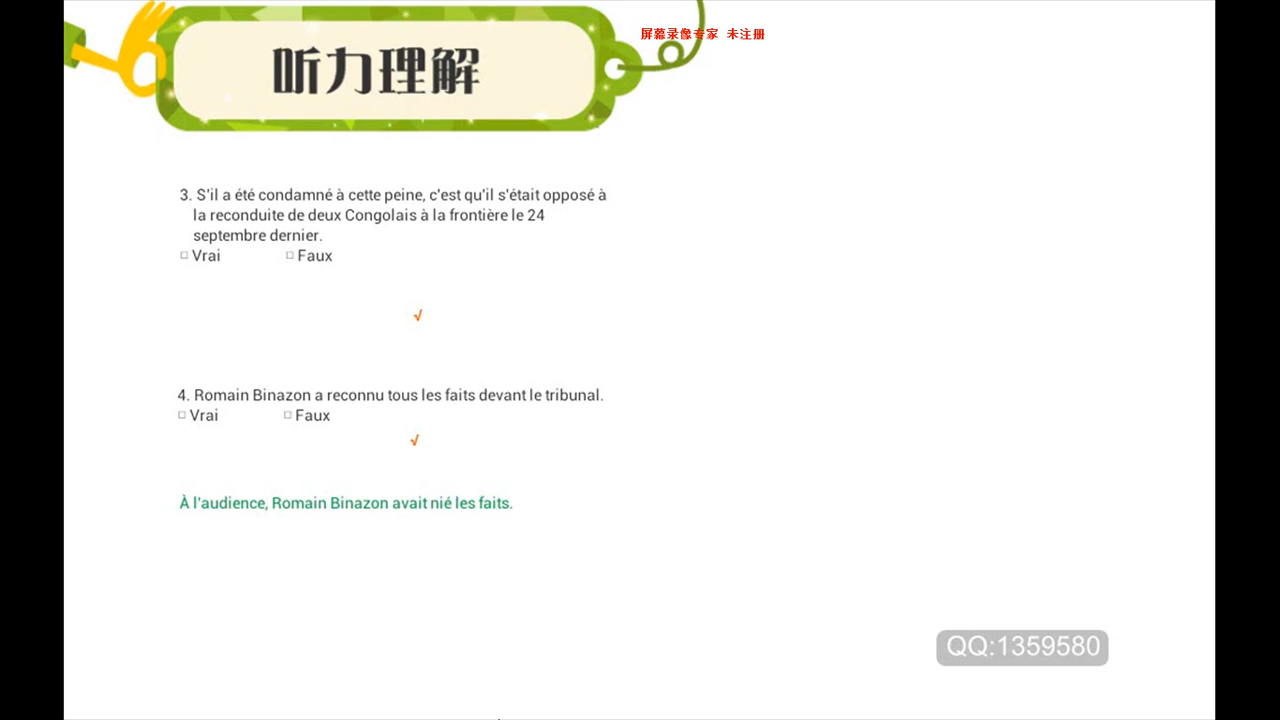 屏幕录像专家 未注册
听力理解
3. S'il a été condamné à cette peine, c'est qu'il s'était opposé à
la reconduite de deux Congolais à la frontière le 24
septembre dernier.
□ Vrai □ Faux
√
4. Romain Binazon a reconnu tous les faits devant le tribunal.
□ Vrai □ Faux
√
À l'audience, Romain Binazon avait nié les faits.
QQ:1359580